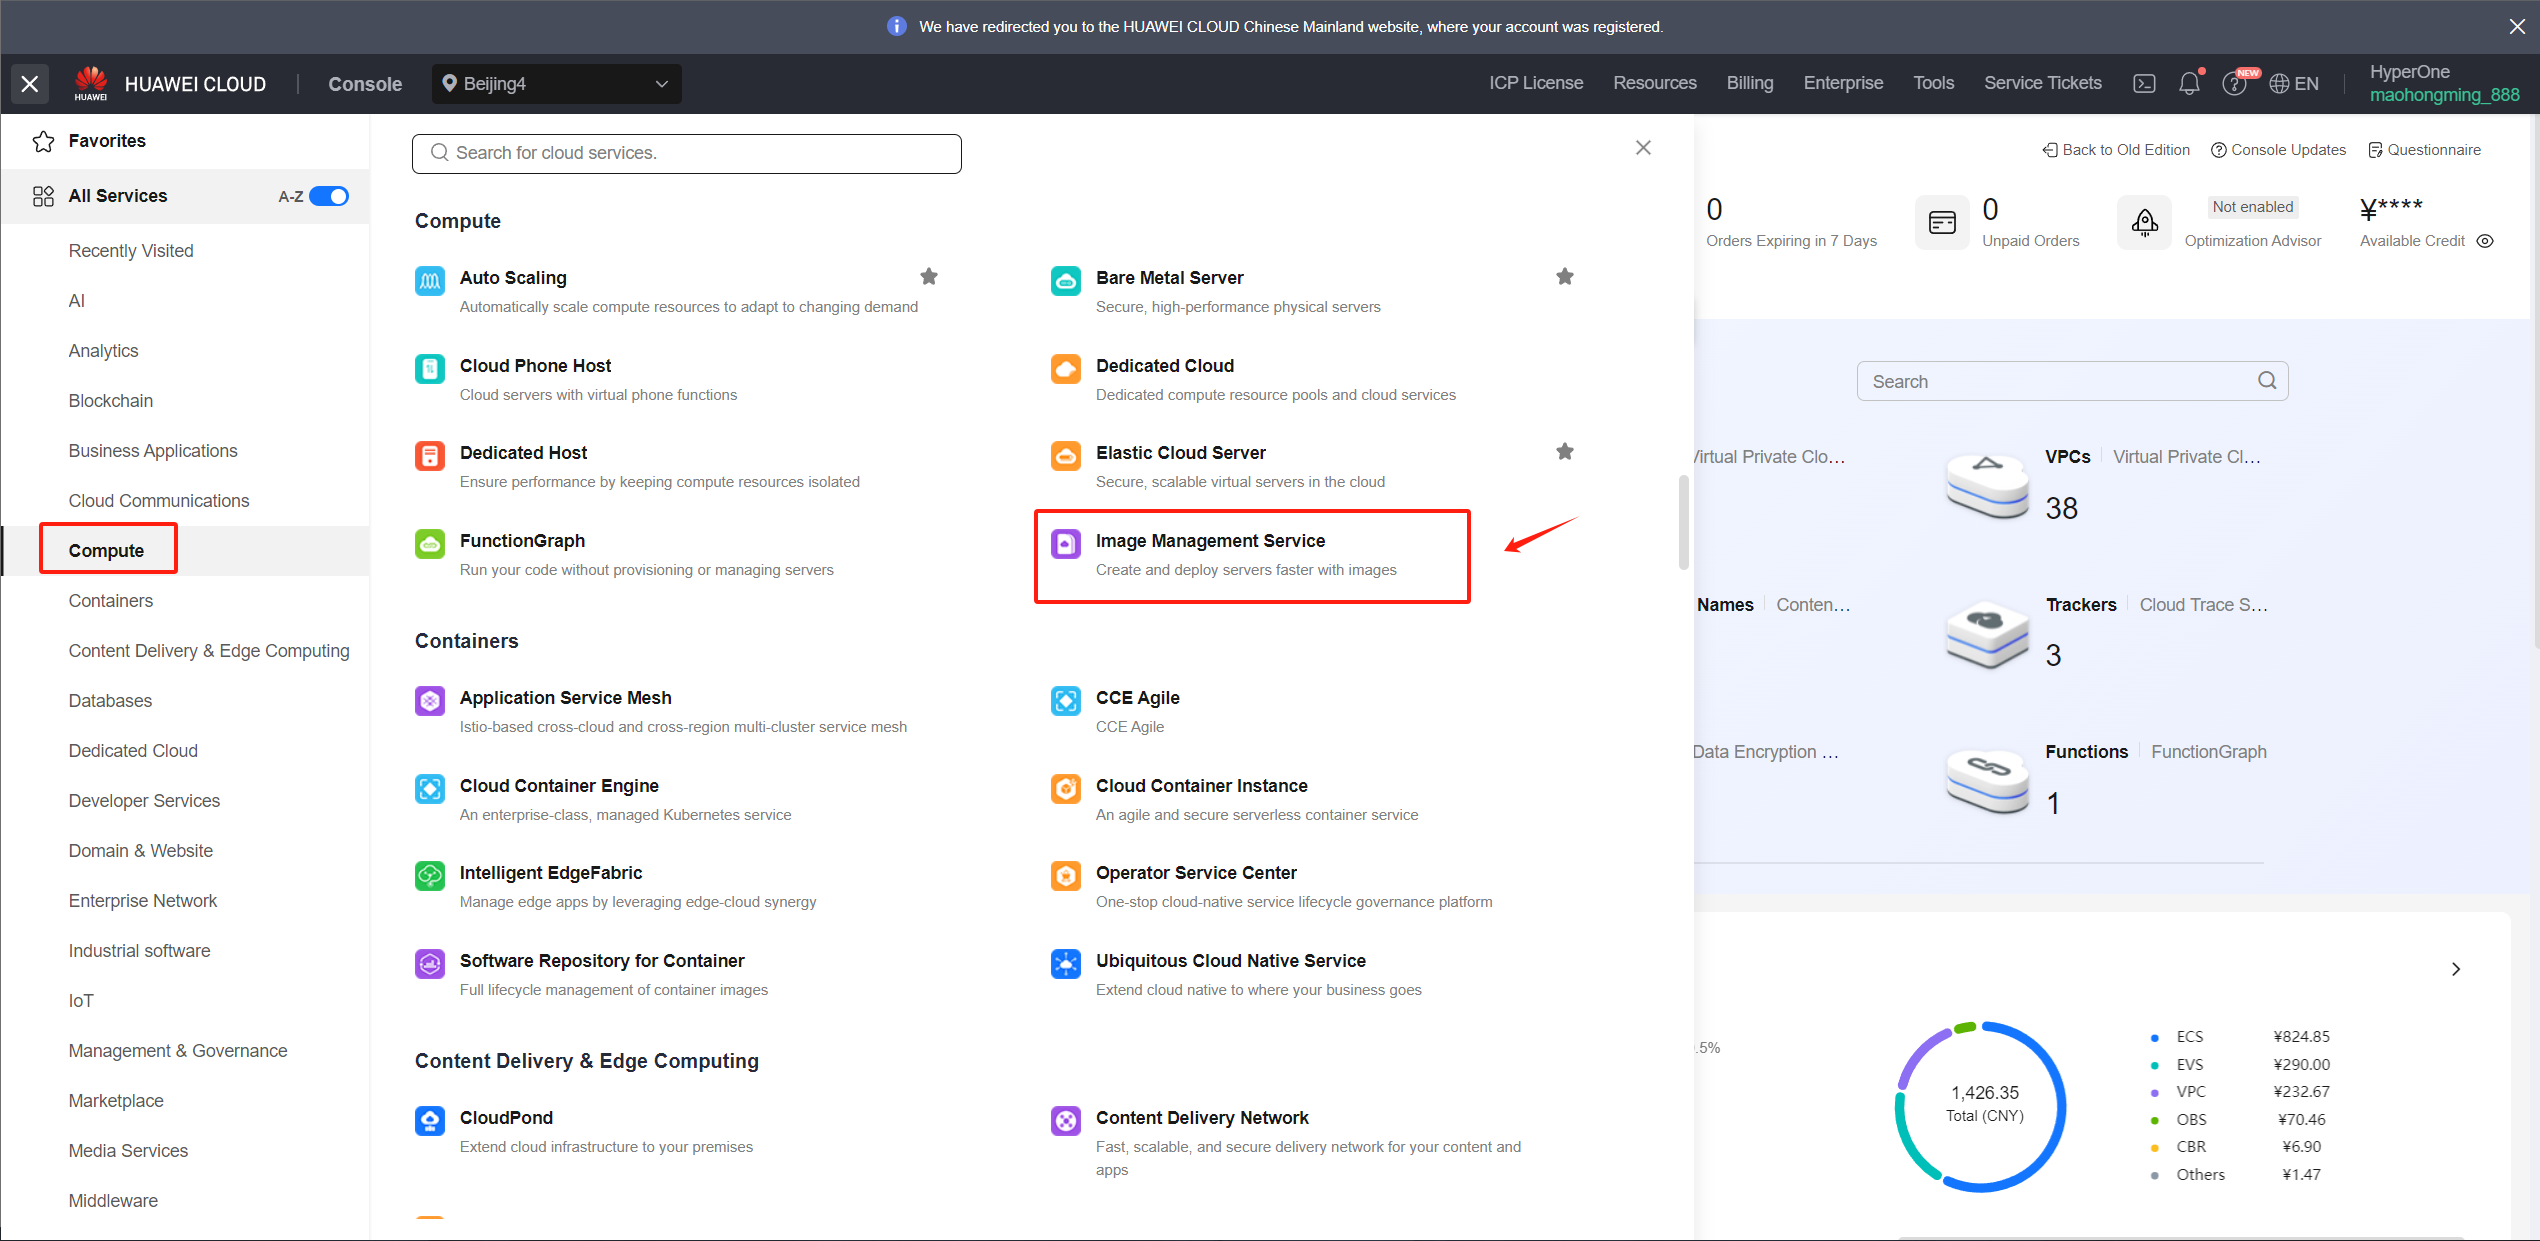 We have redirected you to the HUAWEI CLOUD Chinese Mainland website, where your account was registered.
HUAWEI
HUAWEI CLOUD
Console
Beijing4
ICP License
Resources
Billing
Enterprise
Tools
Service Tickets
NEW
EN
HyperOne
maohongming_888
Favorites
All Services
A-Z
Recently Visited
AI
Analytics
Blockchain
Business Applications
Cloud Communications
Compute
Containers
Content Delivery & Edge Computing
Databases
Dedicated Cloud
Developer Services
Domain & Website
Enterprise Network
Industrial software
IoT
Management & Governance
Marketplace
Media Services
Middleware
Search for cloud services.
Compute
Auto Scaling
Automatically scale compute resources to adapt to changing demand
Bare Metal Server
Secure, high-performance physical servers
Cloud Phone Host
Cloud servers with virtual phone functions
Dedicated Cloud
Dedicated compute resource pools and cloud services
Dedicated Host
Ensure performance by keeping compute resources isolated
Elastic Cloud Server
Secure, scalable virtual servers in the cloud
FunctionGraph
Run your code without provisioning or managing servers
Image Management Service
Create and deploy servers faster with images
Containers
Application Service Mesh
Istio-based cross-cloud and cross-region multi-cluster service mesh
CCE Agile
CCE Agile
Cloud Container Engine
An enterprise-class, managed Kubernetes service
Cloud Container Instance
An agile and secure serverless container service
Intelligent EdgeFabric
Manage edge apps by leveraging edge-cloud synergy
Operator Service Center
One-stop cloud-native service lifecycle governance platform
Software Repository for Container
Full lifecycle management of container images
Ubiquitous Cloud Native Service
Extend cloud native to where your business goes
Content Delivery & Edge Computing
CloudPond
Extend cloud infrastructure to your premises
Content Delivery Network
Fast, scalable, and secure delivery network for your content and
apps
Back to Old Edition
Console Updates
Questionnaire
0
Orders Expiring in 7 Days
0
Unpaid Orders
Not enabled
Optimization Advisor
¥****
Available Credit
Search
Virtual Private Clo...
VPCs
Virtual Private Cl...
38
Names
Conten...
Trackers
Cloud Trace S...
3
Data Encryption ...
Functions
FunctionGraph
1
.5%
1,426.35
Total (CNY)
ECS ¥824.85
EVS ¥290.00
VPC ¥232.67
OBS ¥70.46
CBR ¥6.90
Others ¥1.47